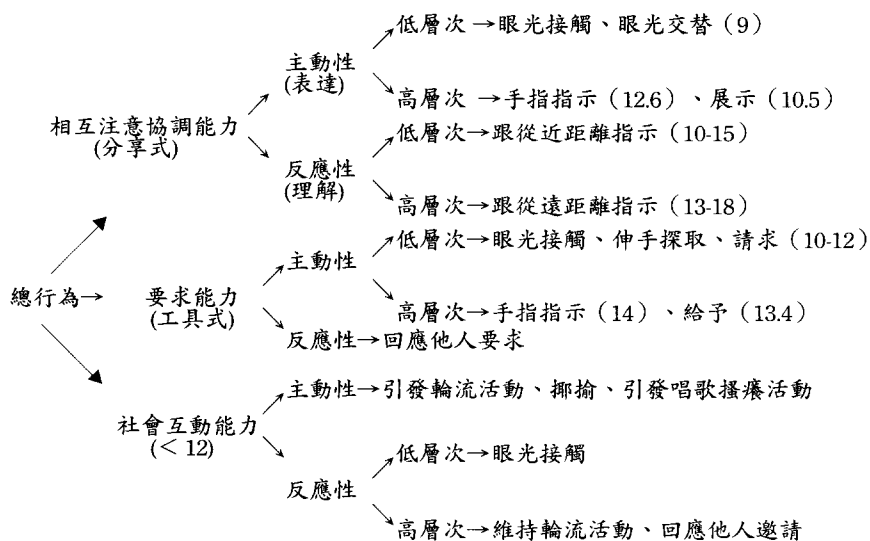 低層次→眼光接觸、眼光交替（9）
主動性
(表達)
高層次→手指指示（12.6）、展示（10.5）
相互注意協調能力
(分享式)
低層次→跟從近距離指示（10-15）
反應性
(理解)
高層次→跟從遠距離指示（13-18）
低層次→眼光接觸、伸手探取、請求（10-12）
主動性
總行為→
要求能力
(工具式)
高層次→手指指示（14）、給予（13.4）
反應性→回應他人要求
主動性→引發輪流活動、揶揄、引發唱歌搔癢活動
社會互動能力
(＜12)
低層次→眼光接觸
反應性
高層次→維持輪流活動、回應他人邀請